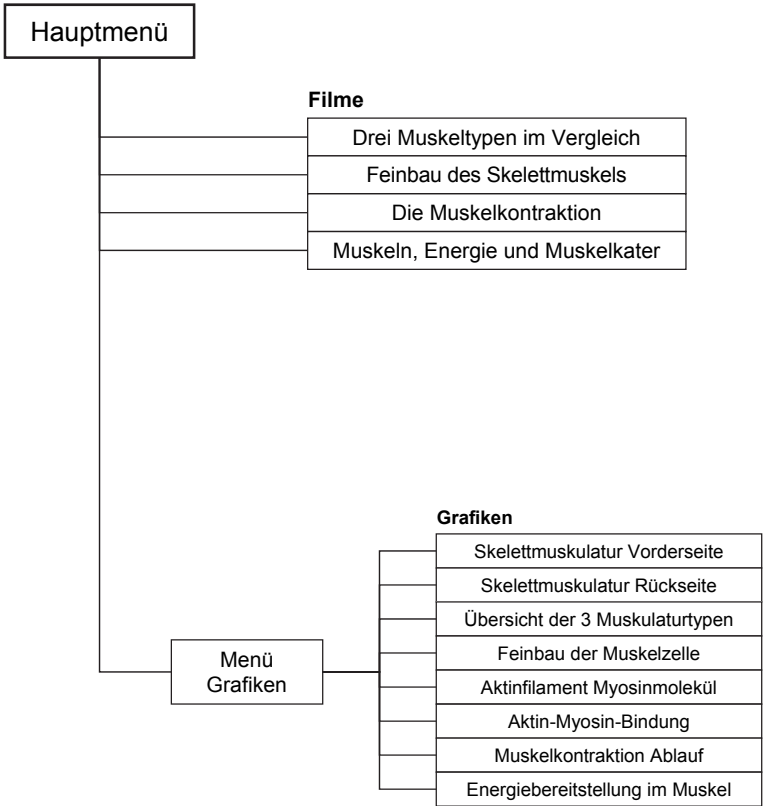 Hauptmenü
Filme
Drei Muskeltypen im Vergleich
Feinbau des Skelettmuskels
Die Muskelkontraktion
Muskeln, Energie und Muskelkater
Grafiken
Skelettmuskulatur Vorderseite
Skelettmuskulatur Rückseite
Übersicht der 3 Muskulaturtypen
Feinbau der Muskelzelle
Menü
Grafiken
Aktinfilament Myosinmolekül
Aktin-Myosin-Bindung
Muskelkontraktion Ablauf
Energiebereitstellung im Muskel